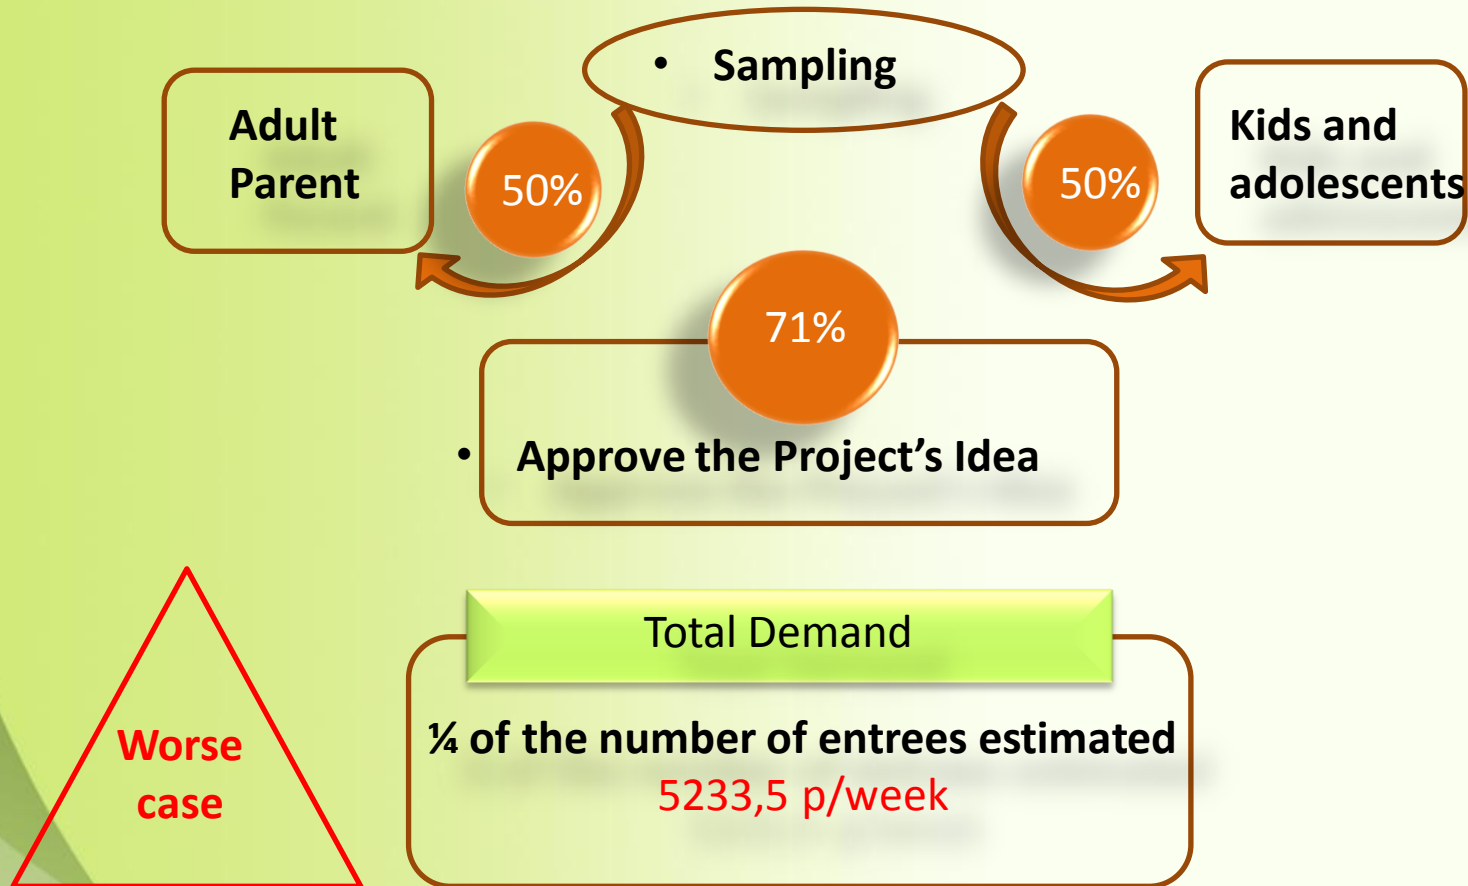 • Sampling
Adult
Parent
50%
50%
Kids and
adolescents
71%
• Approve the Project’s Idea
Total Demand
¼ of the number of entrees estimated
5233,5 p/week
Worse
case